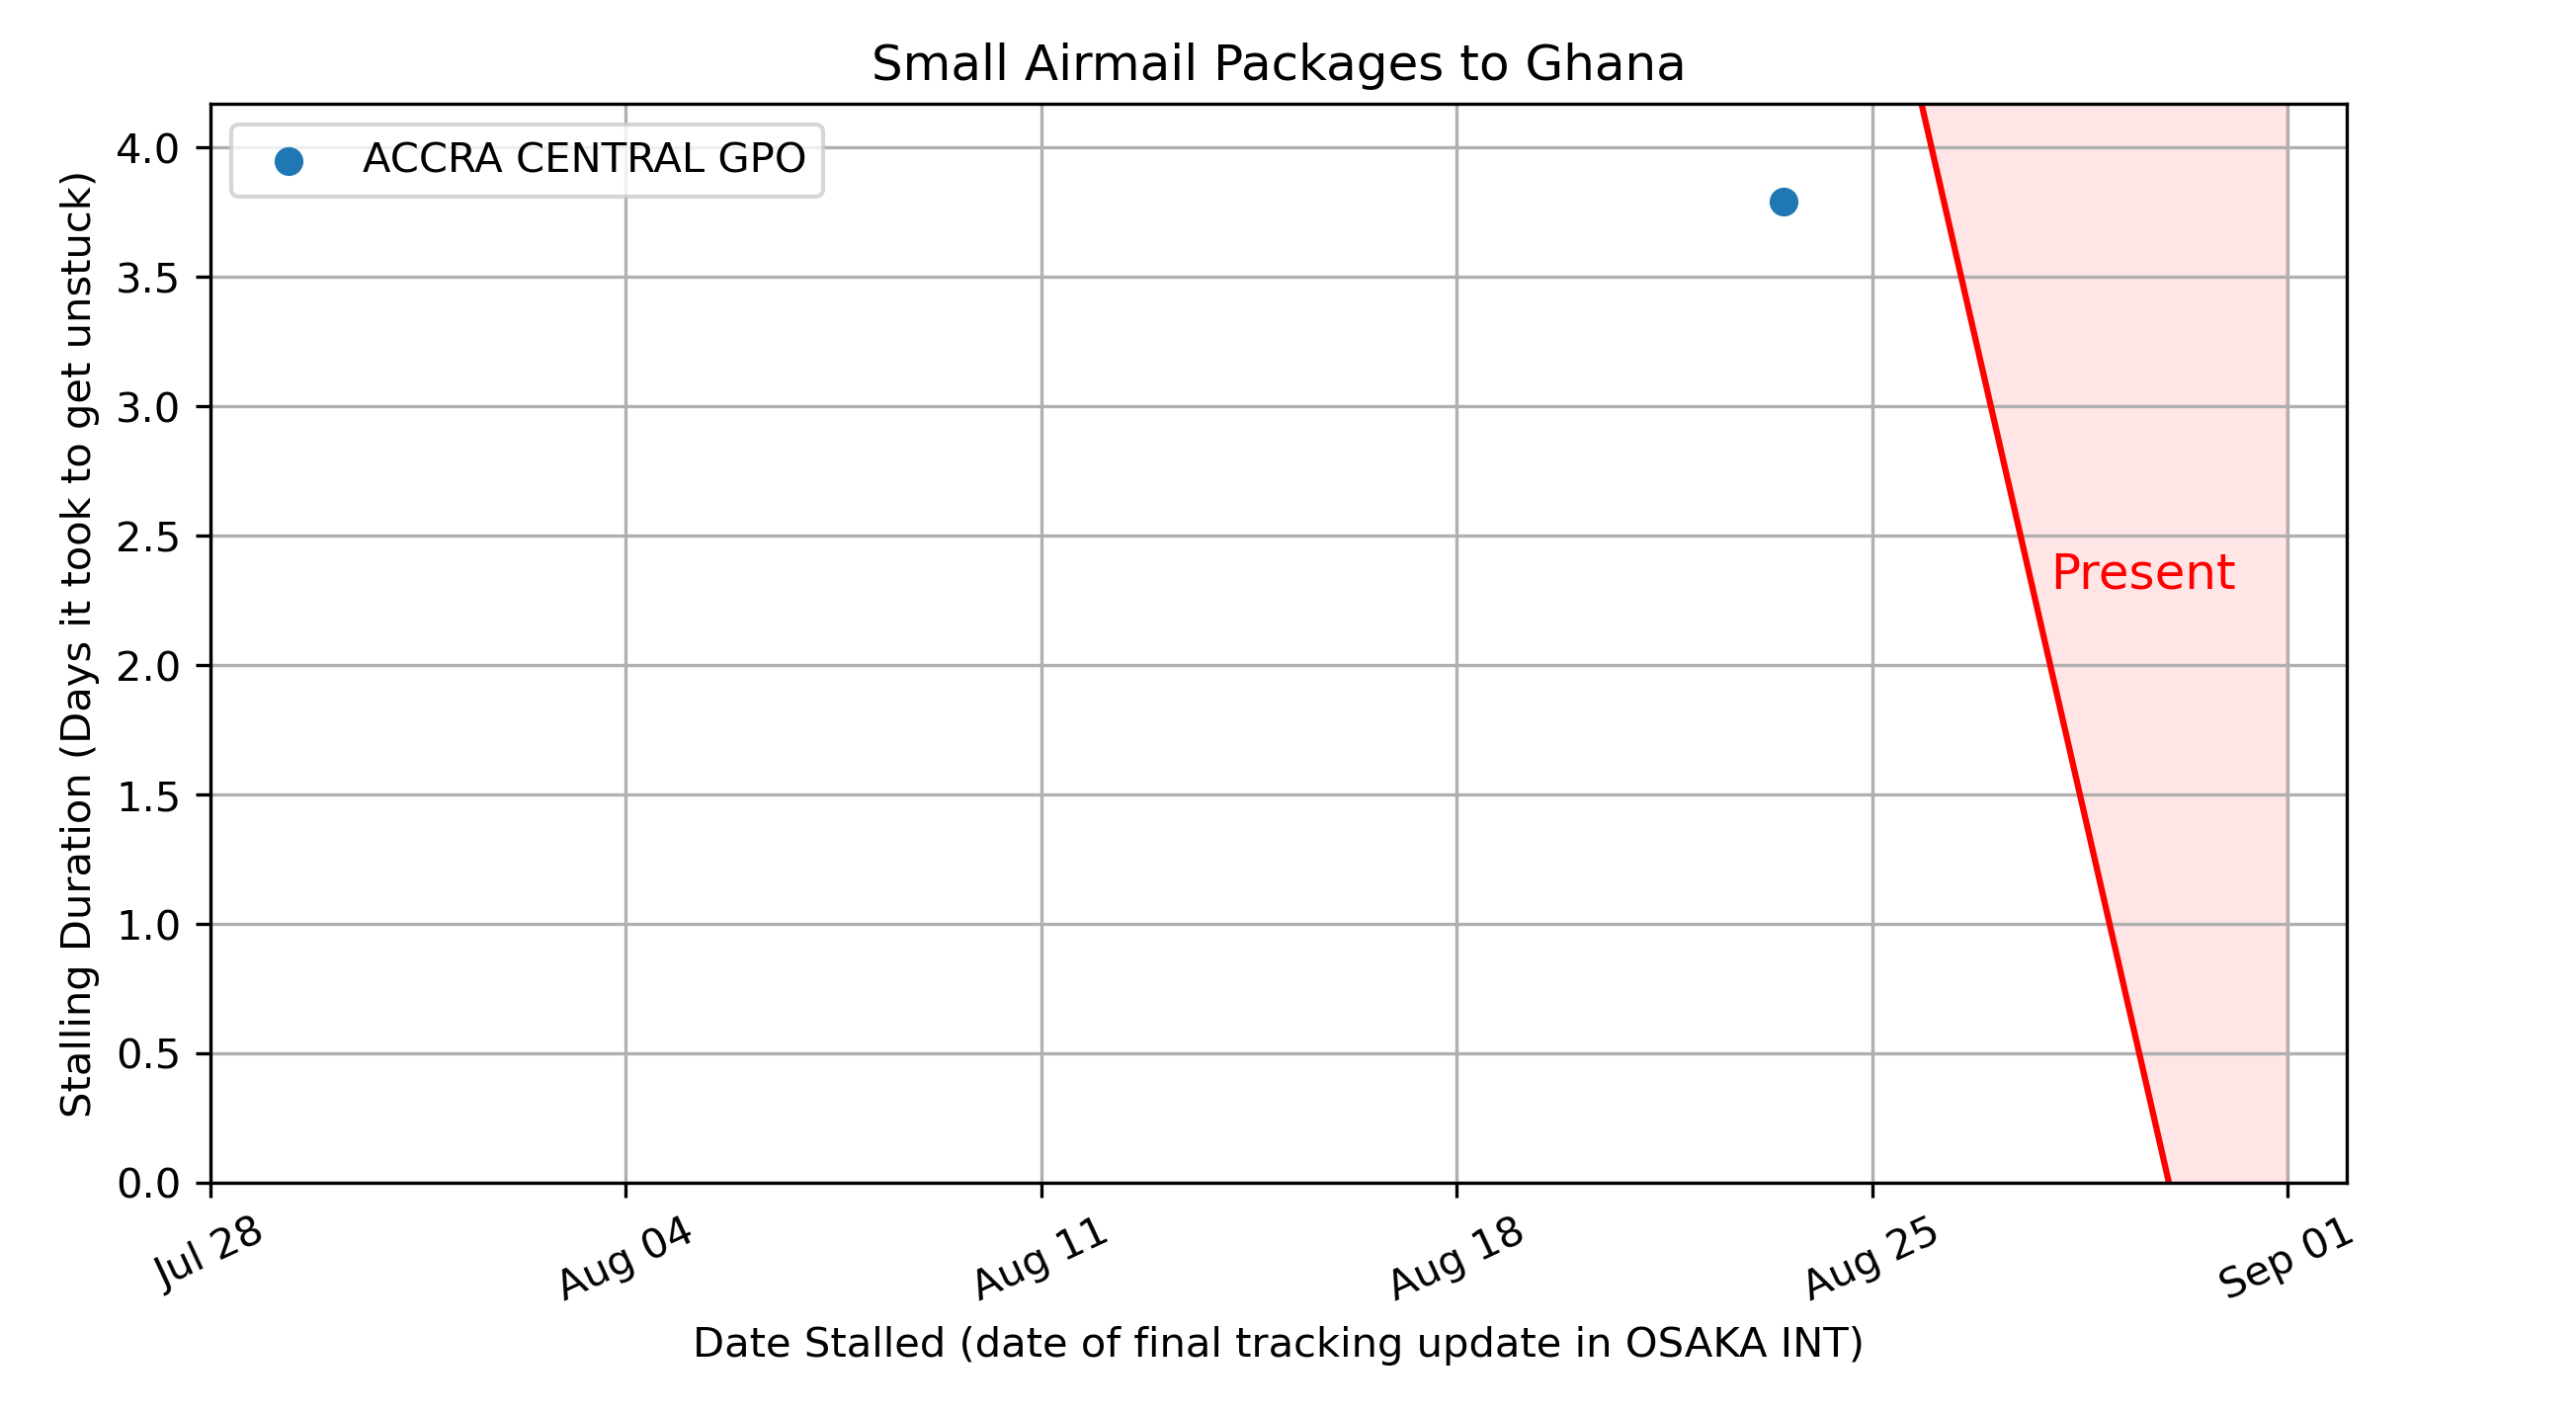 Small Airmail Packages to Ghana
ACCRA CENTRAL GPO
Stalling Duration (Days it took to get unstuck)
4.0
3.5
3.0
2.5
2.0
1.5
1.0
0.5
0.0
Present
Jul 28
Aug 04
Aug 11
Aug 18
Aug 25
Sep 01
Date Stalled (date of final tracking update in OSAKA INT)